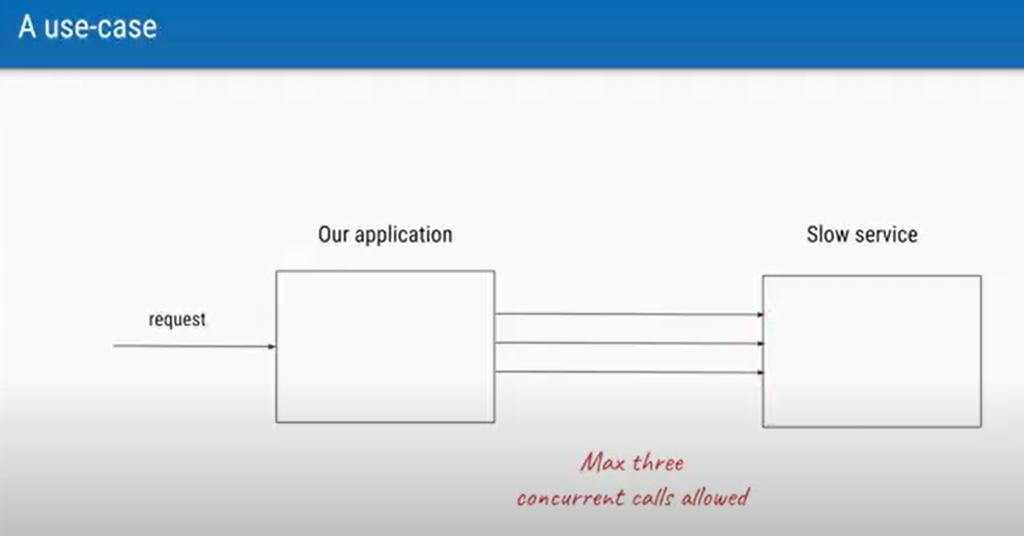 A use-case
Our application
Slow service
request
Max three
concurrent calls allowed